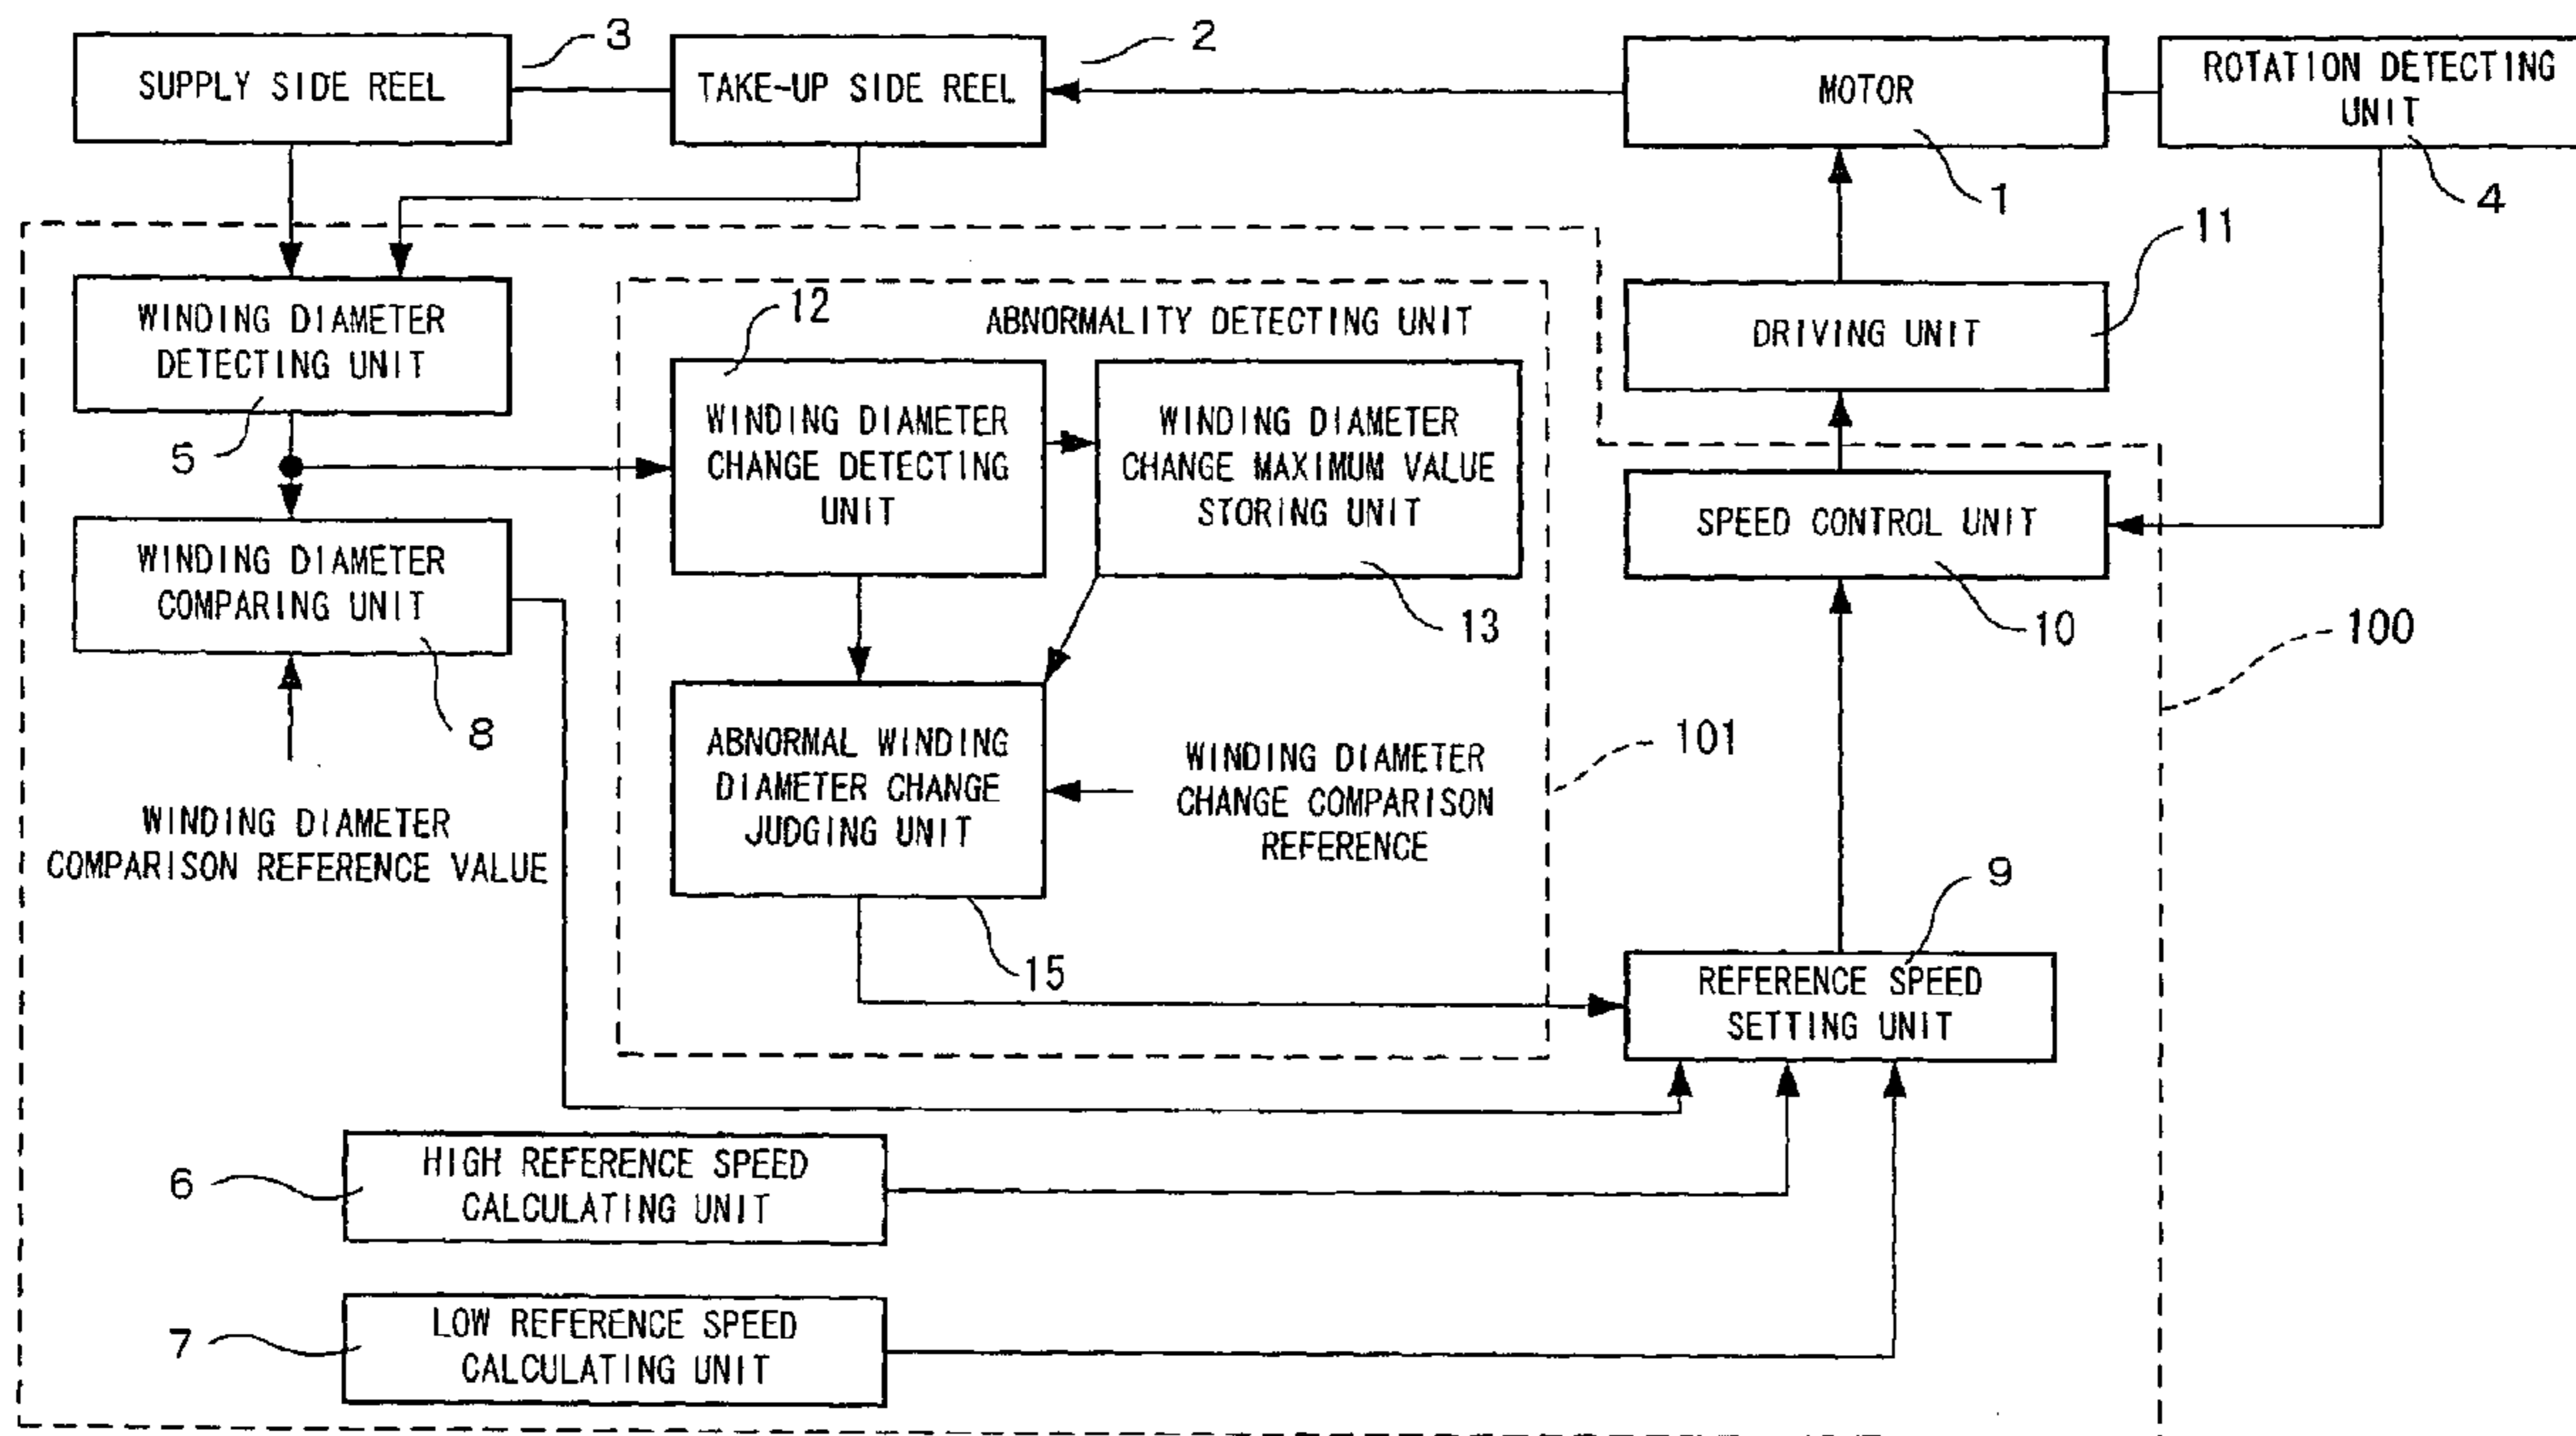 3
2
SUPPLY SIDE REEL
TAKE-UP SIDE REEL
MOTOR
ROTATION DETECTING
UNIT
1
4
11
WINDING DIAMETER
DETECTING UNIT
5
12
ABNORMALITY DETECTING UNIT
DRIVING UNIT
WINDING DIAMETER
CHANGE DETECTING
UNIT
WINDING DIAMETER
CHANGE MAXIMUM VALUE
STORING UNIT
13
SPEED CONTROL UNIT
10
100
WINDING DIAMETER
COMPARING UNIT
8
WINDING DIAMETER
COMPARISON REFERENCE VALUE
ABNORMAL WINDING
DIAMETER CHANGE
JUDGING UNIT
15
WINDING DIAMETER
CHANGE COMPARISON
REFERENCE
101
9
REFERENCE SPEED
SETTING UNIT
6
HIGH REFERENCE SPEED
CALCULATING UNIT
7
LOW REFERENCE SPEED
CALCULATING UNIT